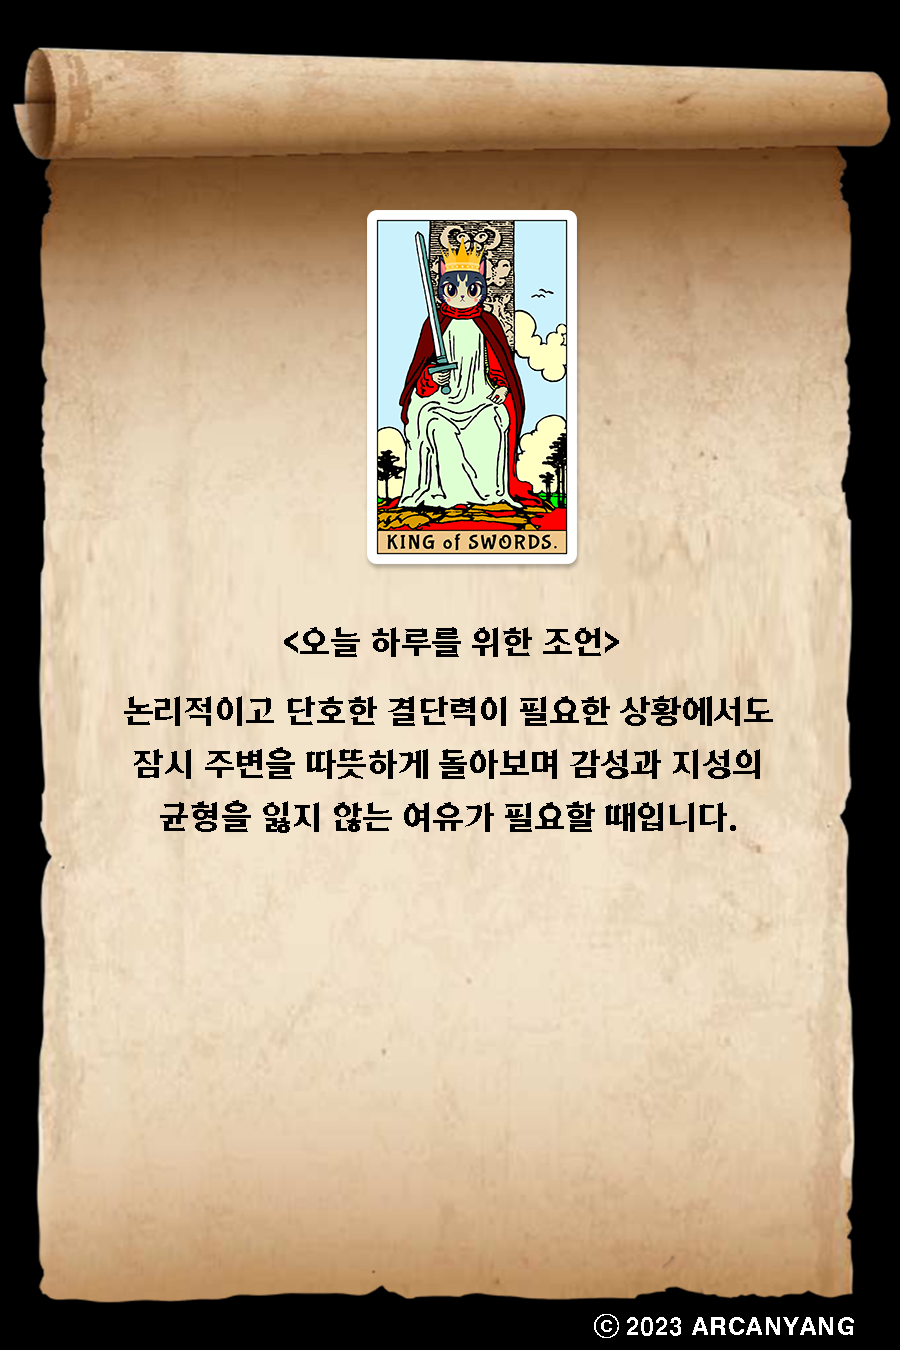 KING of SWORDS.
<오늘 하루를 위한 조언>
논리적이고 단호한 결단력이 필요한 상황에서도
잠시 주변을 따뜻하게 돌아보며 감성과 지성의
균형을 잃지 않는 여유가 필요할 때입니다.
ⓒ 2023 ARCANYANG